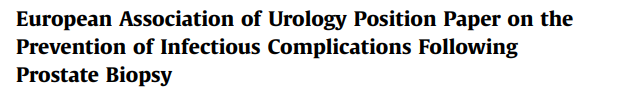 European Association of Urology Position Paper on the
Prevention of Infectious Complications Following
Prostate Biopsy